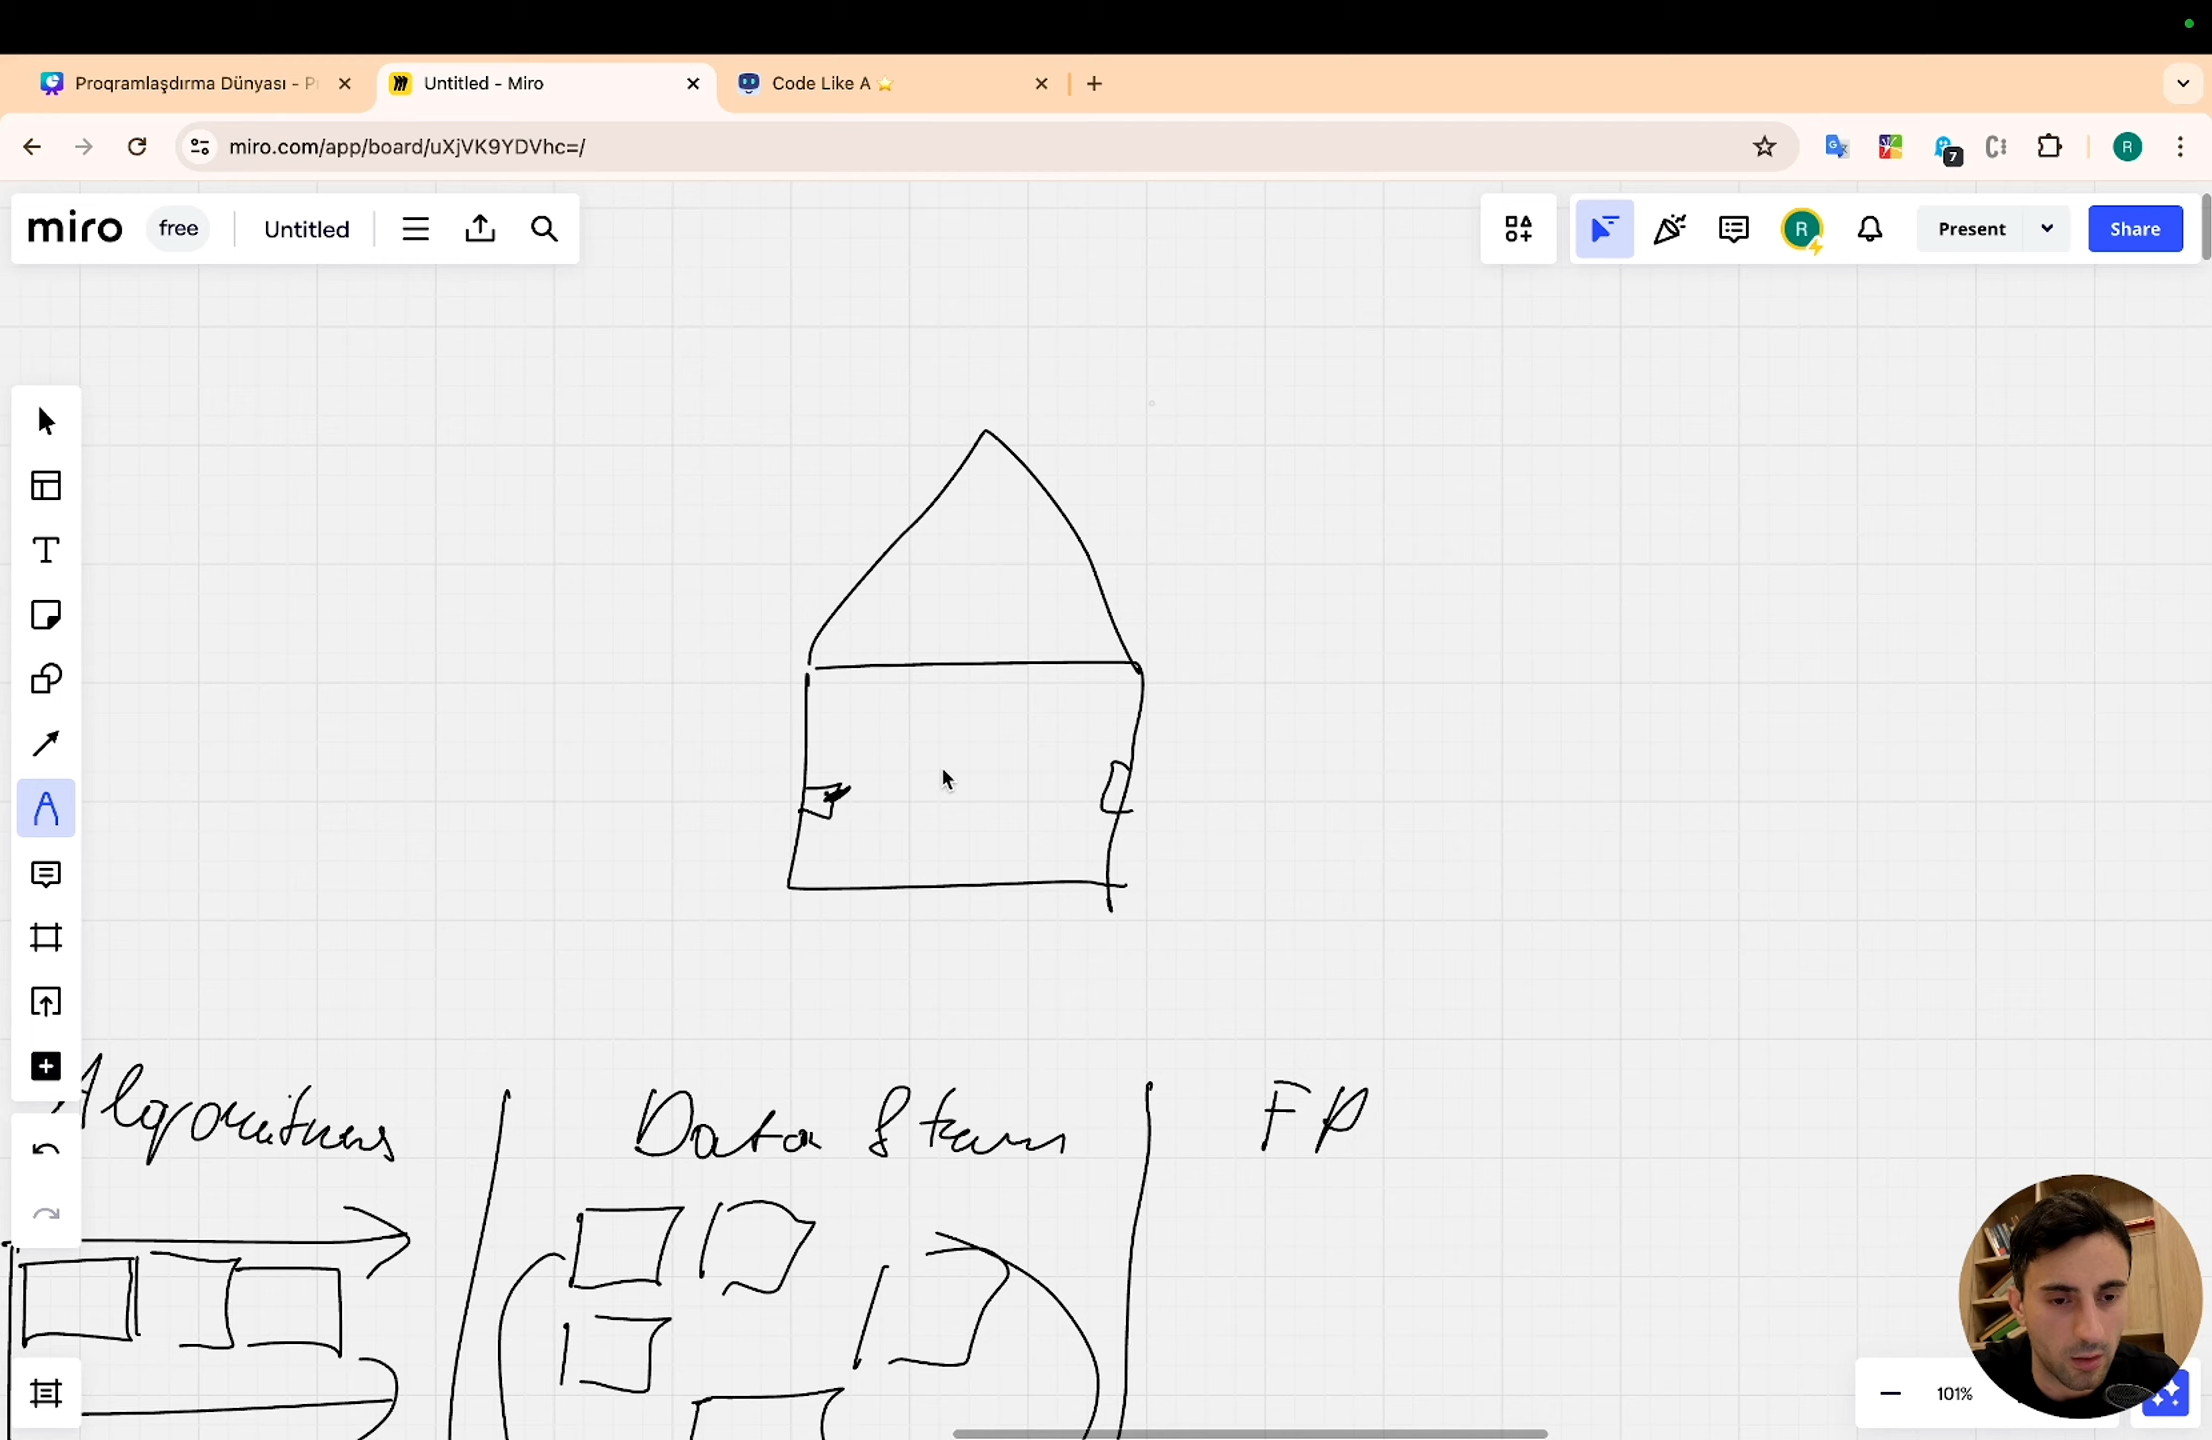 Proqramlaşdırma Dünyası - P
Untitled - Miro
Code Like A ⭐
miro.com/app/board/uXjVK9YDVhc=/
7
R
miro
free
Untitled
R
Present
Share
T
Algorithms
Data
FP
101%